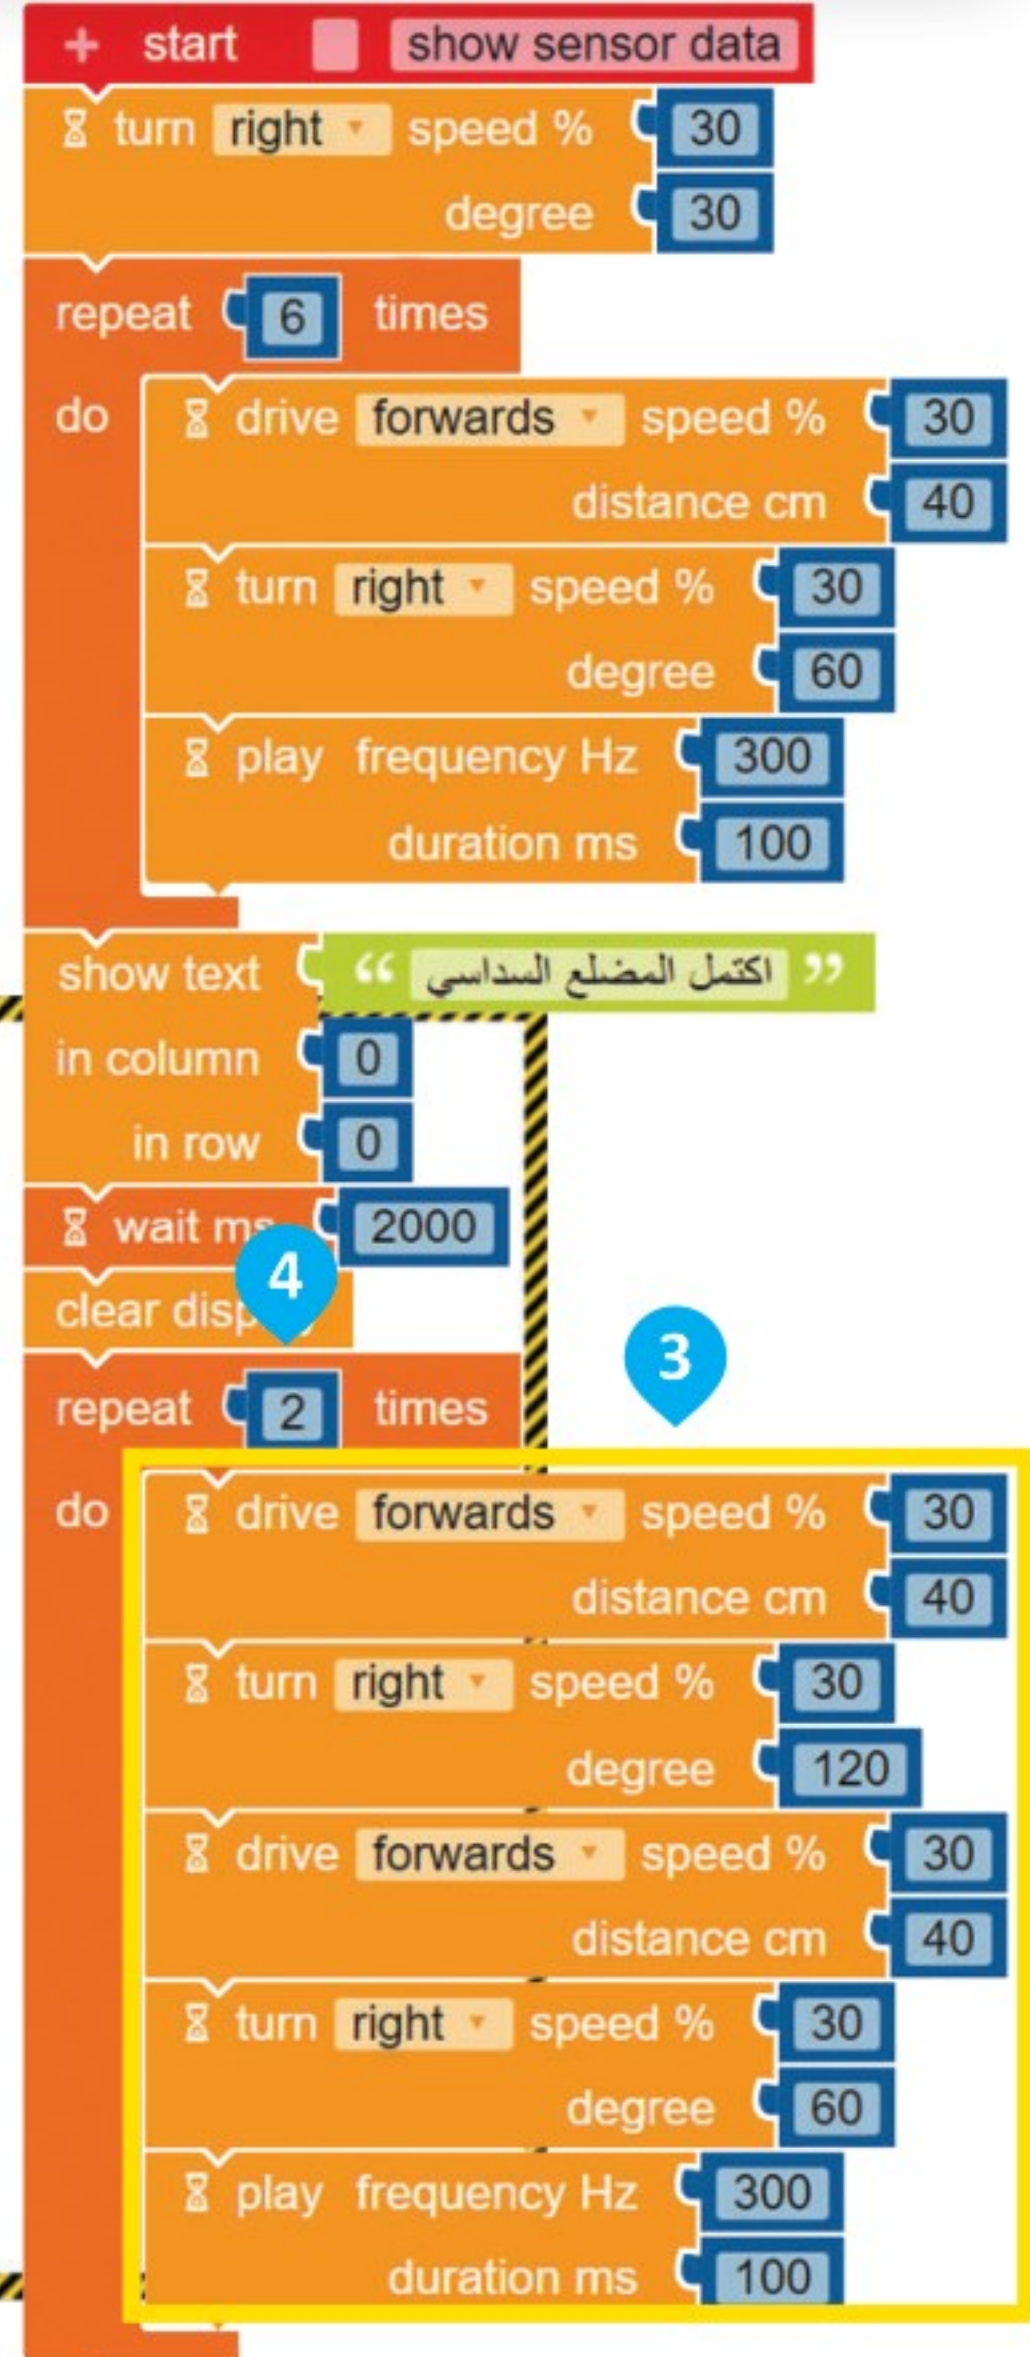 + start show sensor data
turn right speed % 30
degree 30
repeat 6 times
do drive forwards speed % 30
distance cm 40
turn right speed % 30
degree 60
play frequency Hz 300
duration ms 100
show text “ اكتمل المضلع السداسي ”
in column 0
in row 0
wait ms 2000
4
clear disp
3
repeat 2 times
do drive forwards speed % 30
distance cm 40
turn right speed % 30
degree 120
drive forwards speed % 30
distance cm 40
turn right speed % 30
degree 60
play frequency Hz 300
duration ms 100